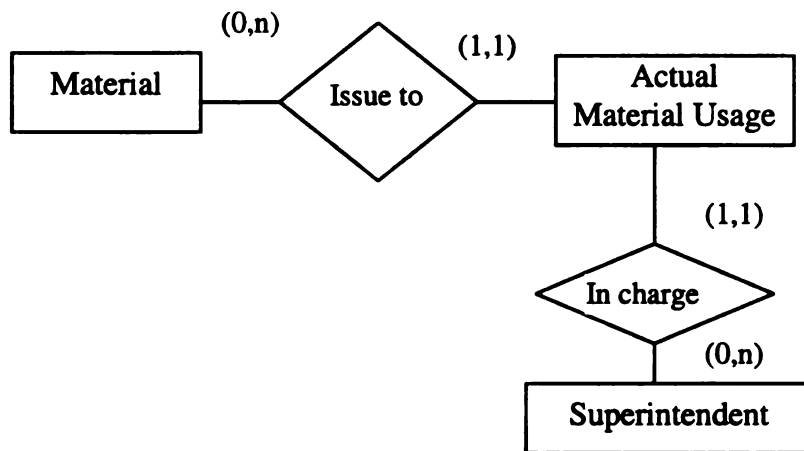 (0,n)
(1,1)
Material
Issue to
Actual
Material Usage
(1,1)
In charge
(0,n)
Superintendent